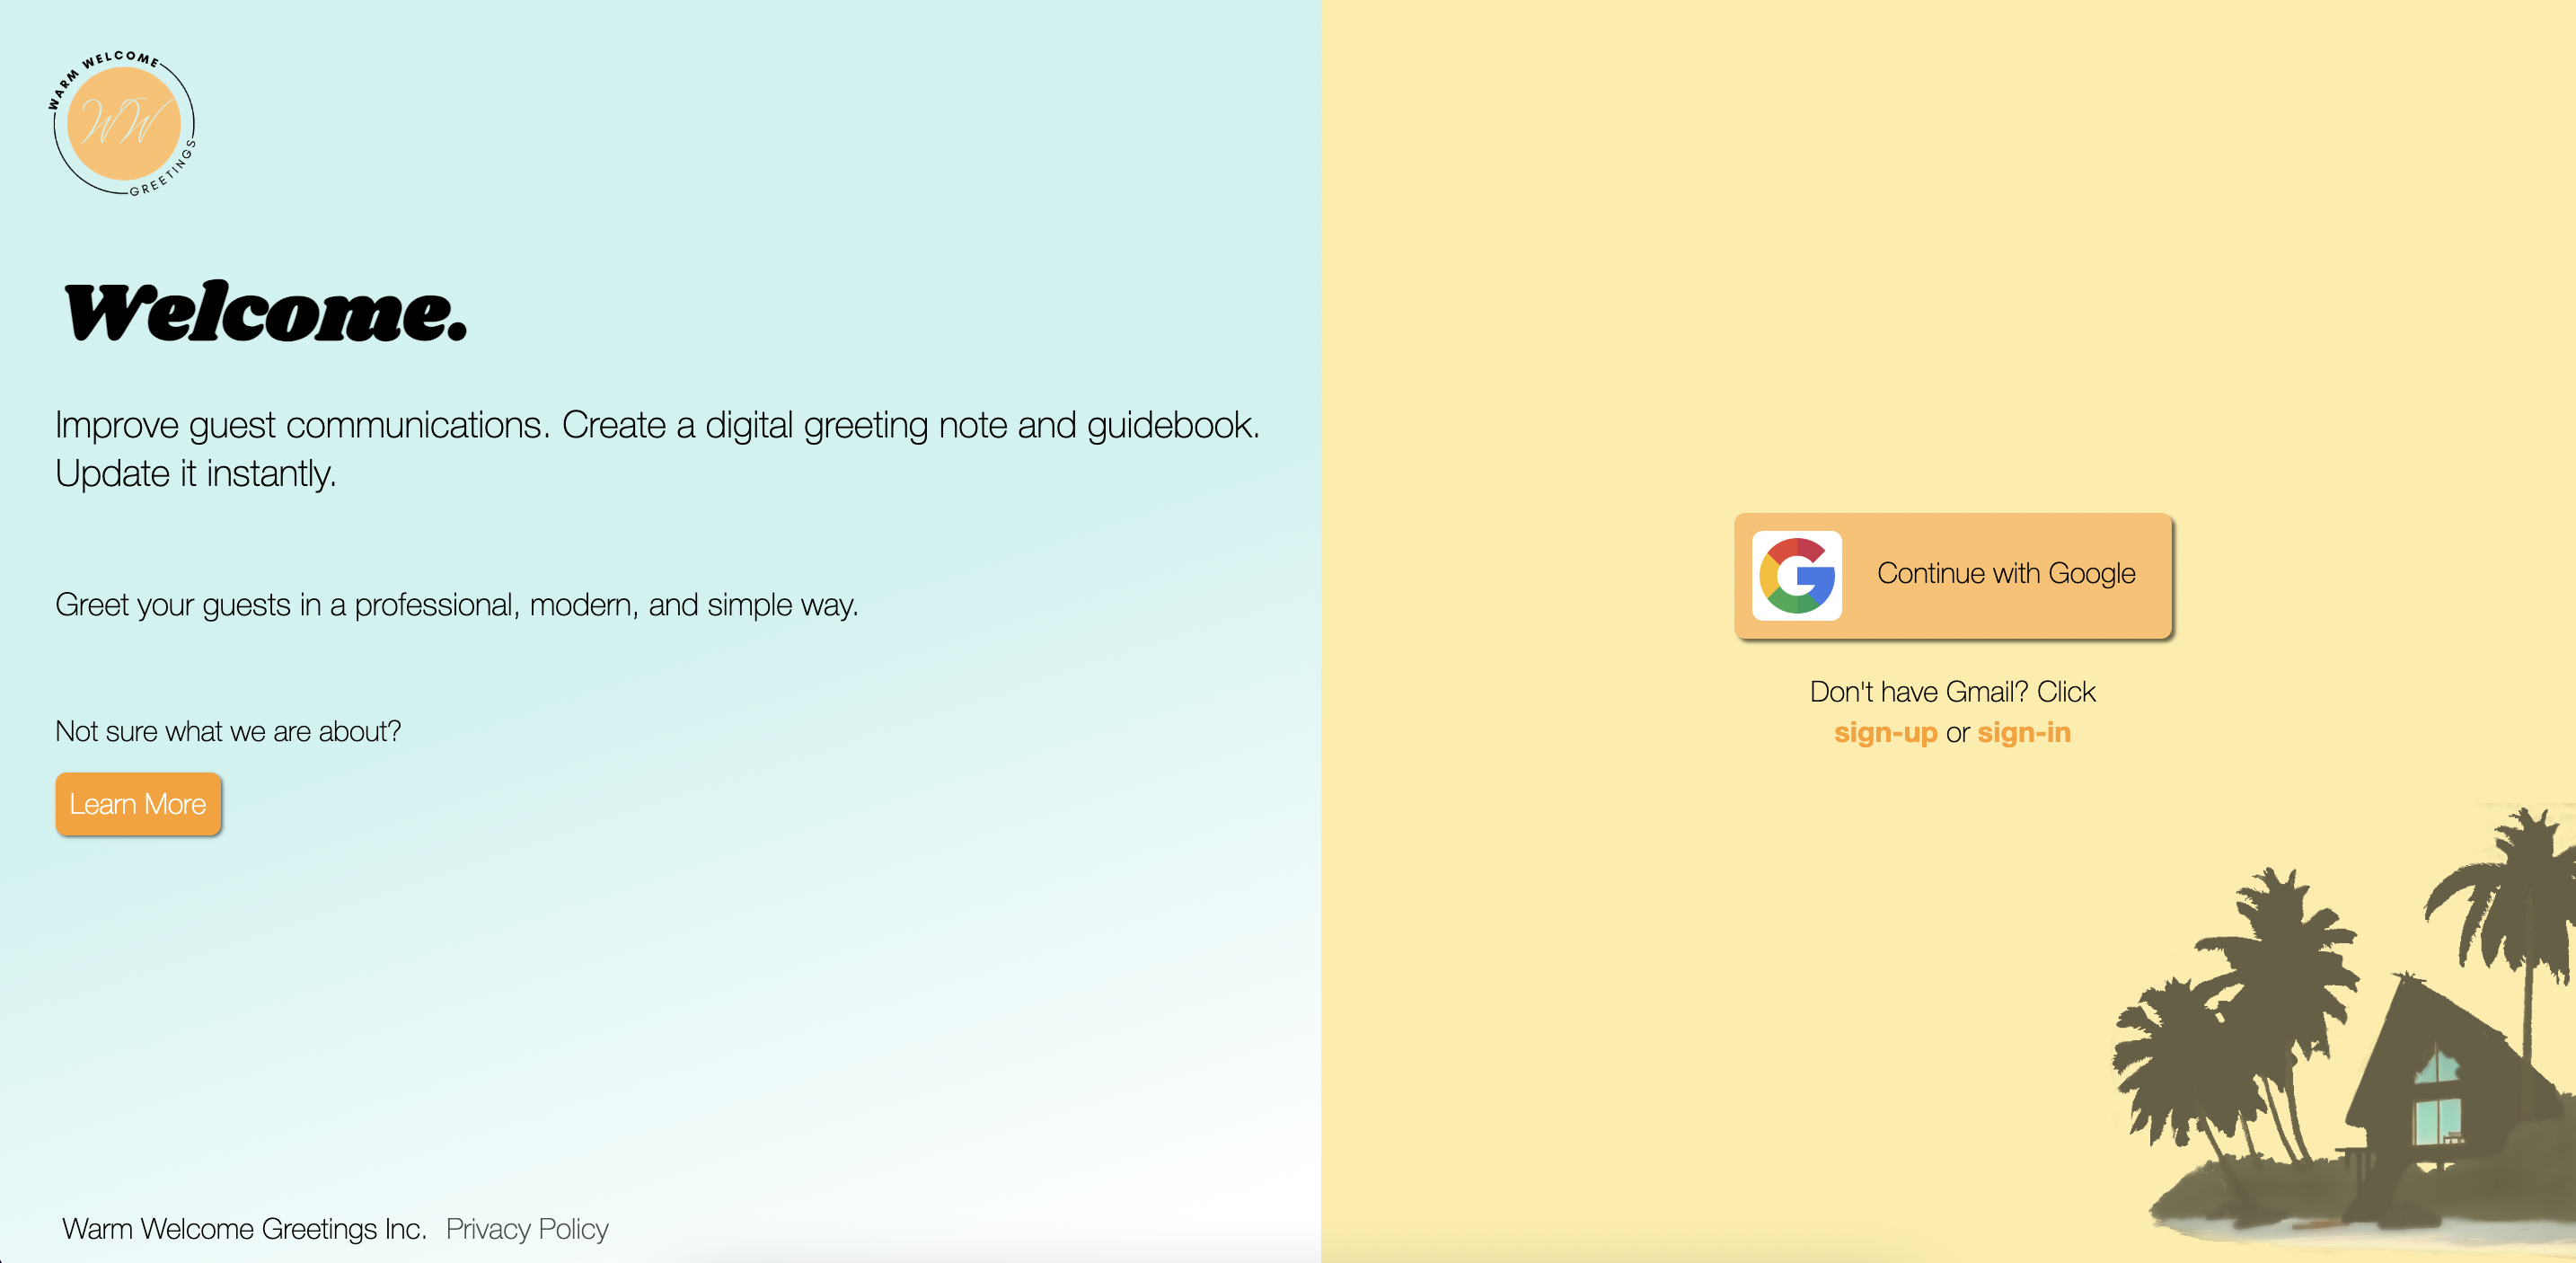 WARM WELCOME
WW
GREETINGS
Welcome.
Improve guest communications. Create a digital greeting note and guidebook.
Update it instantly.
Greet your guests in a professional, modern, and simple way.
Not sure what we are about?
Learn More
Warm Welcome Greetings Inc. Privacy Policy
G
Continue with Google
Don't have Gmail? Click
sign-up or sign-in